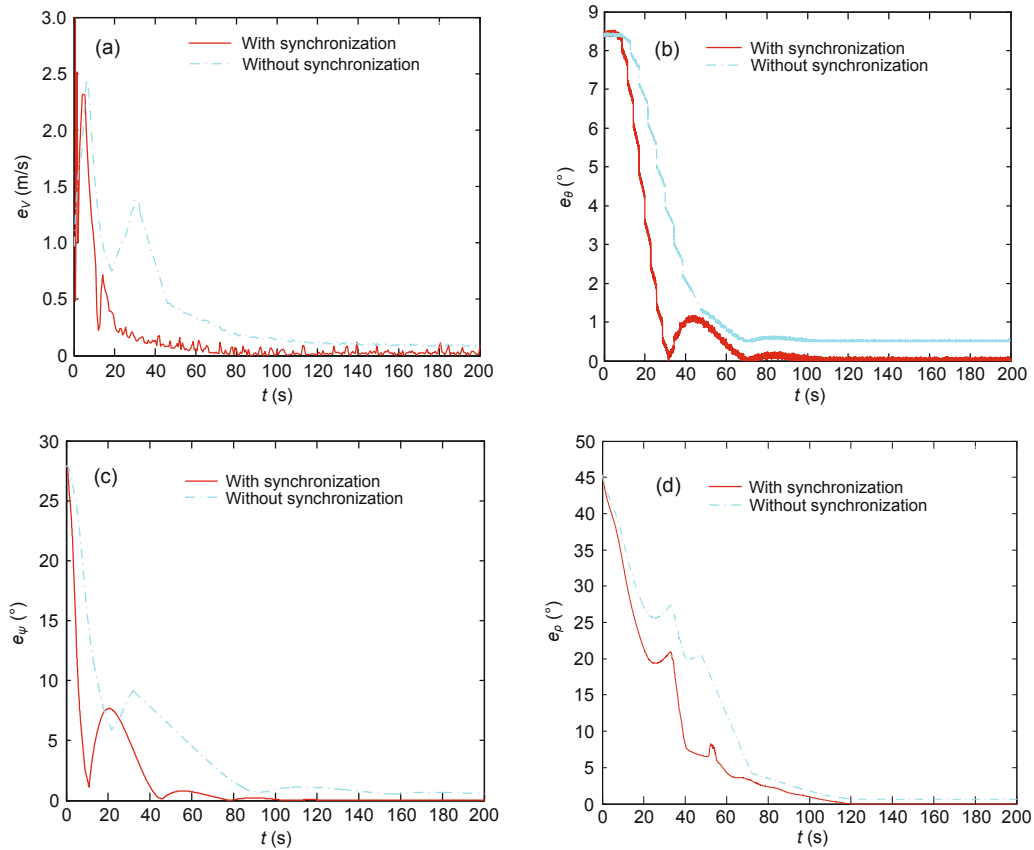 (a)
With synchronization
Without synchronization
3.0
2.5
2.0
1.5
1.0
0.5
0
e_V (m/s)
0 20 40 60 80 100 120 140 160 180 200
t (s)
(b)
With synchronization
Without synchronization
9
8
7
6
5
4
3
2
1
0
e_θ (°)
0 20 40 60 80 100 120 140 160 180 200
t (s)
(c)
With synchronization
Without synchronization
30
25
20
15
10
5
0
e_ψ (°)
0 20 40 60 80 100 120 140 160 180 200
t (s)
(d)
With synchronization
Without synchronization
50
45
40
35
30
25
20
15
10
5
0
e_ρ (°)
0 20 40 60 80 100 120 140 160 180 200
t (s)